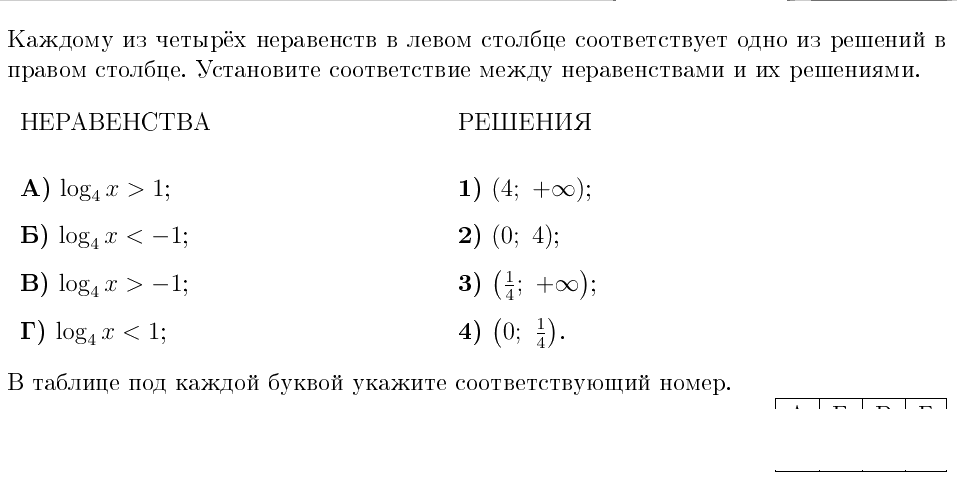 Каждому из четырёх неравенств в левом столбце соответствует одно из решений в
правом столбце. Установите соответствие между неравенствами и их решениями.
НЕРАВЕНСТВА РЕШЕНИЯ
А) log₄ x > 1; 1) (4; +∞);
Б) log₄ x < −1; 2) (0; 4);
В) log₄ x > −1; 3) (1/4; +∞);
Г) log₄ x < 1; 4) (0; 1/4).
В таблице под каждой буквой укажите соответствующий номер.